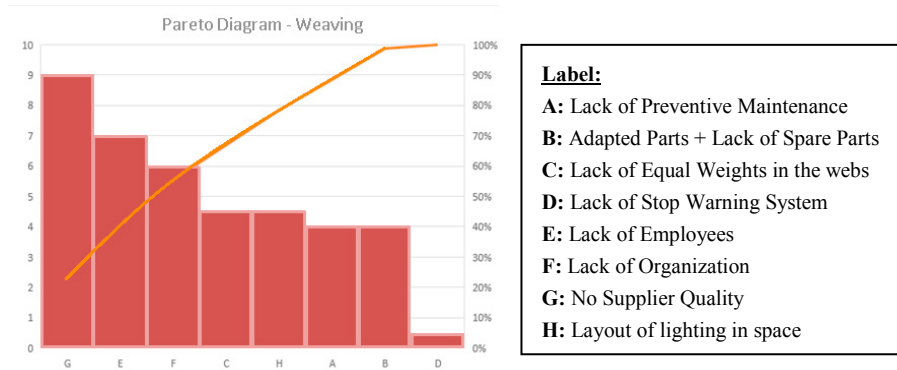 Pareto Diagram - Weaving
10 100%
9 90%
8 80%
7 70%
6 60%
5 50%
4 40%
3 30%
2 20%
1 10%
0 0%
G E F C H A B D
Label:
A: Lack of Preventive Maintenance
B: Adapted Parts + Lack of Spare Parts
C: Lack of Equal Weights in the webs
D: Lack of Stop Warning System
E: Lack of Employees
F: Lack of Organization
G: No Supplier Quality
H: Layout of lighting in space